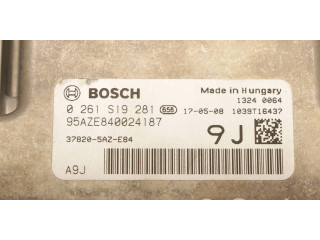 BOSCH
Made in Hungary
1324 0064
0 261 S19 281 658 17-05-08 1039T16437
95AZE840024187
37820-5AZ-E84
9J
A9J